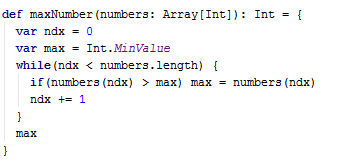 def maxNumber(numbers: Array[Int]): Int = {
  var ndx = 0
  var max = Int.MinValue
  while(ndx < numbers.length) {
    if(numbers(ndx) > max) max = numbers(ndx)
    ndx += 1
  }
  max
}